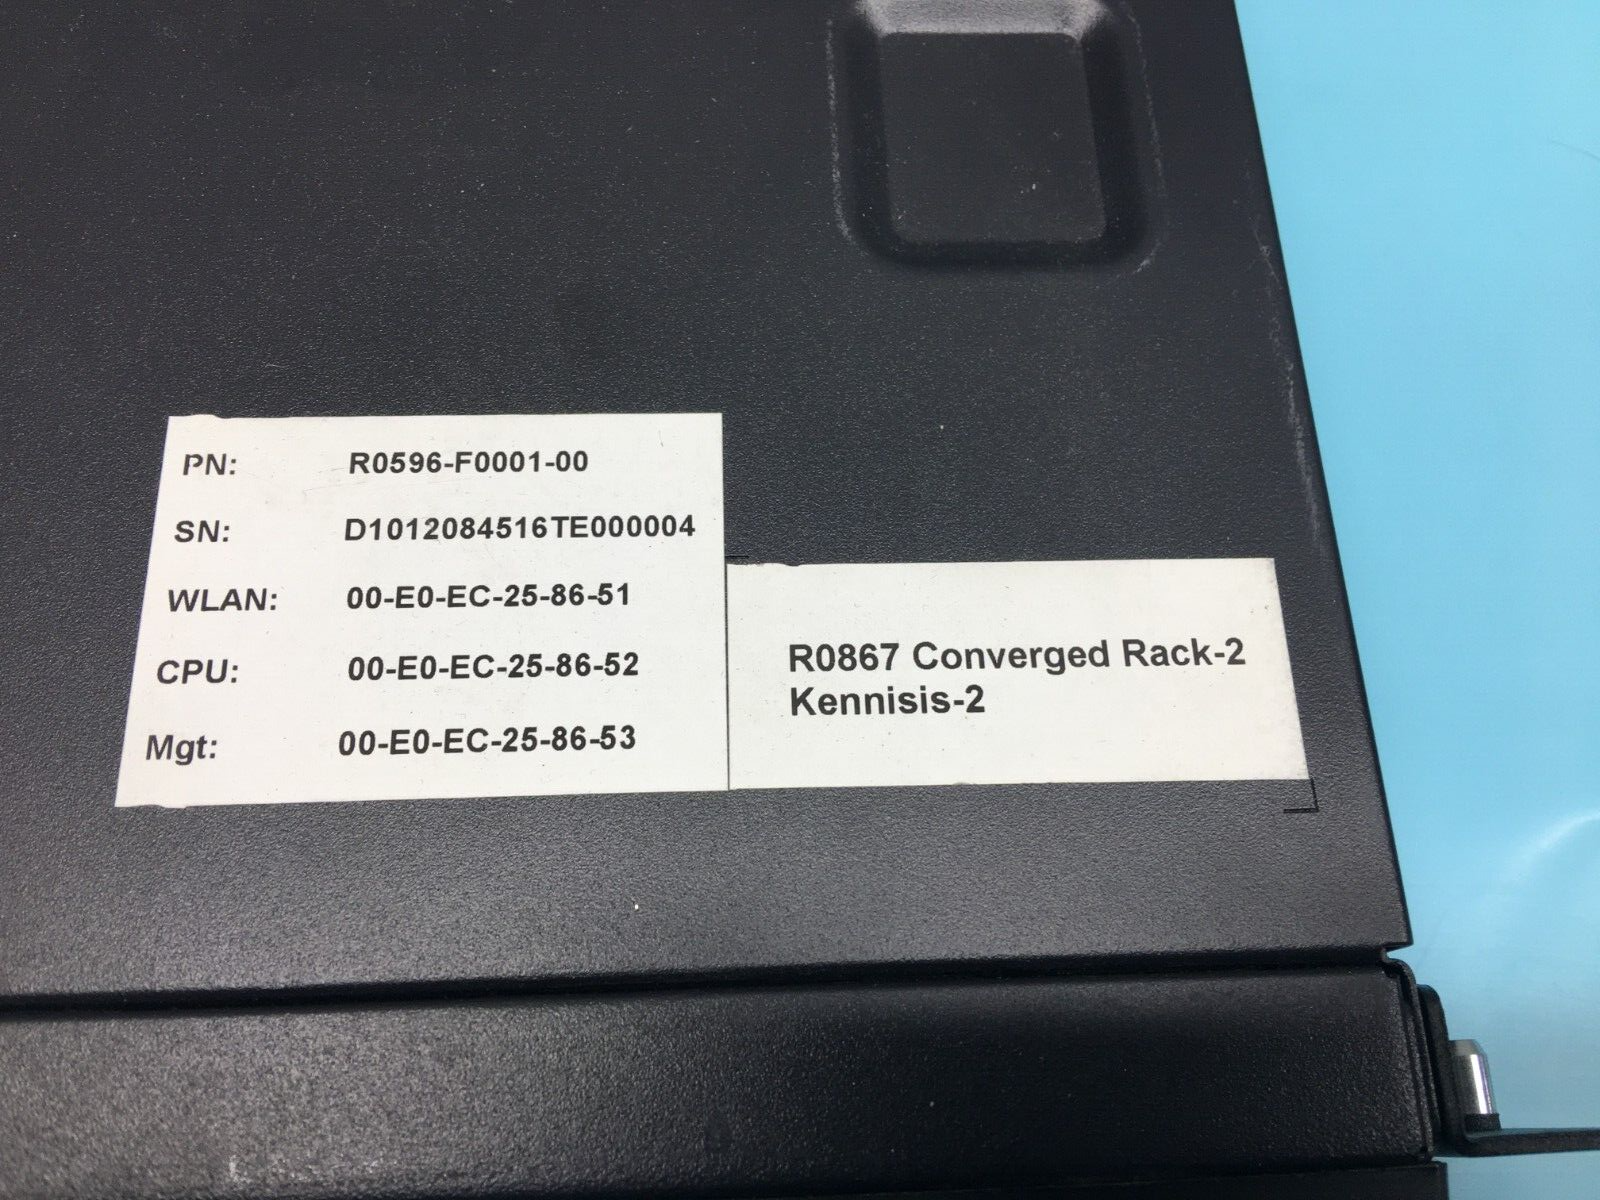 PN: R0596-F0001-00
SN: D1012084516TE000004
WLAN: 00-E0-EC-25-86-51
CPU: 00-E0-EC-25-86-52
Mgt: 00-E0-EC-25-86-53
R0867 Converged Rack-2
Kennisis-2